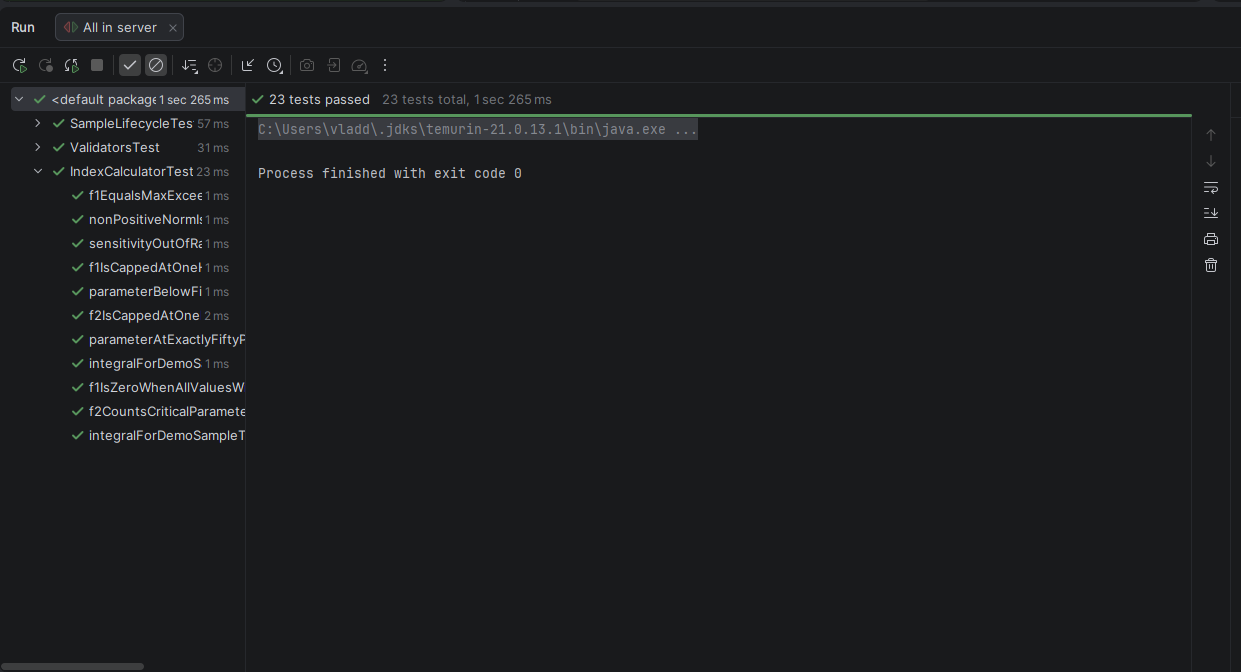 Run All in server
<default package 1 sec 265 ms
SampleLifecycleTes 57 ms
ValidatorsTest 31 ms
IndexCalculatorTest 23 ms
f1EqualsMaxExcee 1 ms
nonPositiveNormIs 1 ms
sensitivityOutOfRa 1 ms
f1IsCappedAtOneH 1 ms
parameterBelowFi 1 ms
f2IsCappedAtOne 2 ms
parameterAtExactlyFiftyP
integralForDemoS 1 ms
f1IsZeroWhenAllValuesW
f2CountsCriticalParamete
integralForDemoSampleT
23 tests passed 23 tests total, 1 sec 265 ms
C:\Users\vladd\.jdks\temurin-21.0.13.1\bin\java.exe ...
Process finished with exit code 0